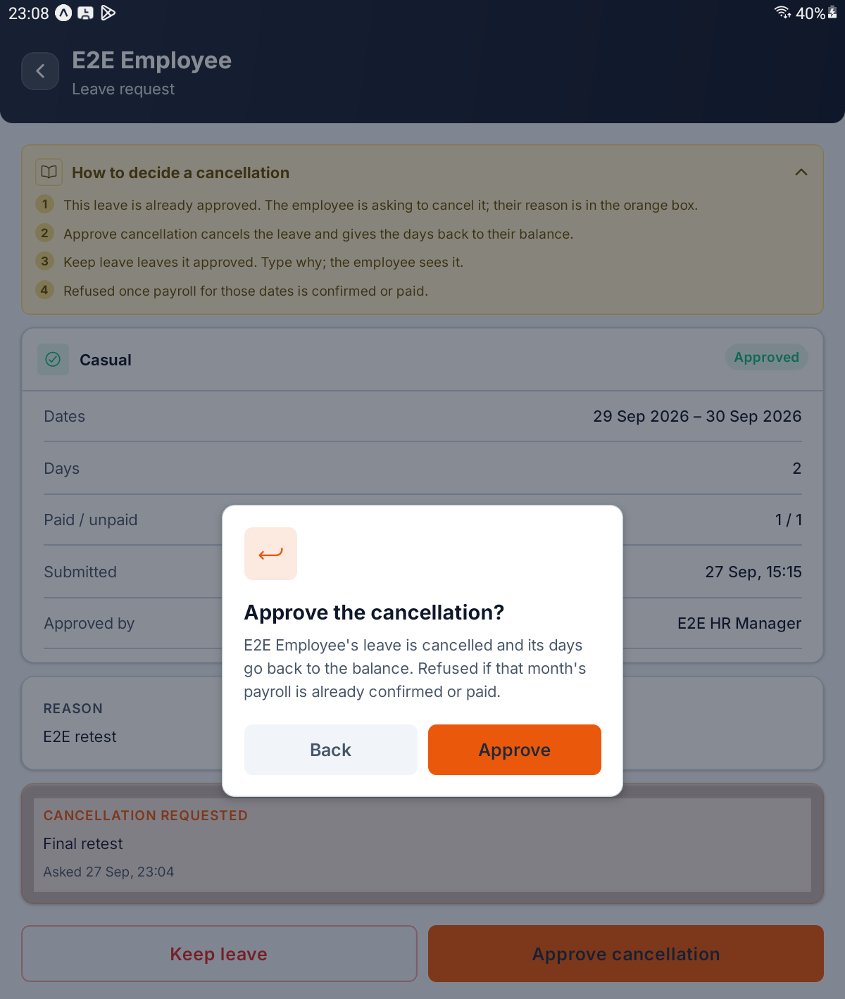 23:08
40%
E2E Employee
Leave request
How to decide a cancellation
1 This leave is already approved. The employee is asking to cancel it; their reason is in the orange box.
2 Approve cancellation cancels the leave and gives the days back to their balance.
3 Keep leave leaves it approved. Type why; the employee sees it.
4 Refused once payroll for those dates is confirmed or paid.
Casual
Approved
Dates
29 Sep 2026 – 30 Sep 2026
Days
2
Paid / unpaid
1 / 1
Submitted
27 Sep, 15:15
Approved by
E2E HR Manager
Approve the cancellation?
E2E Employee's leave is cancelled and its days
go back to the balance. Refused if that month's
payroll is already confirmed or paid.
Back
Approve
REASON
E2E retest
CANCELLATION REQUESTED
Final retest
Asked 27 Sep, 23:04
Keep leave
Approve cancellation